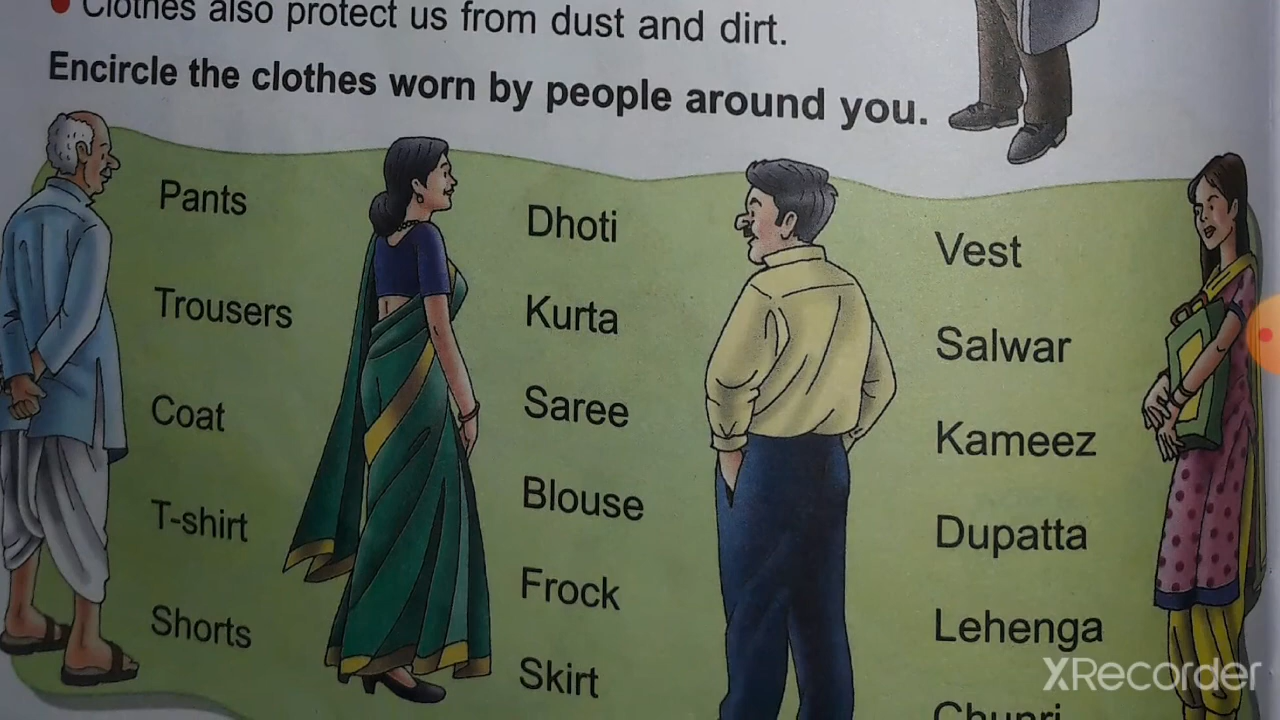 Clothes also protect us from dust and dirt.
Encircle the clothes worn by people around you.
Pants
Trousers
Coat
T-shirt
Shorts
Dhoti
Kurta
Saree
Blouse
Frock
Skirt
Vest
Salwar
Kameez
Dupatta
Lehenga
Chunri
XRecorder